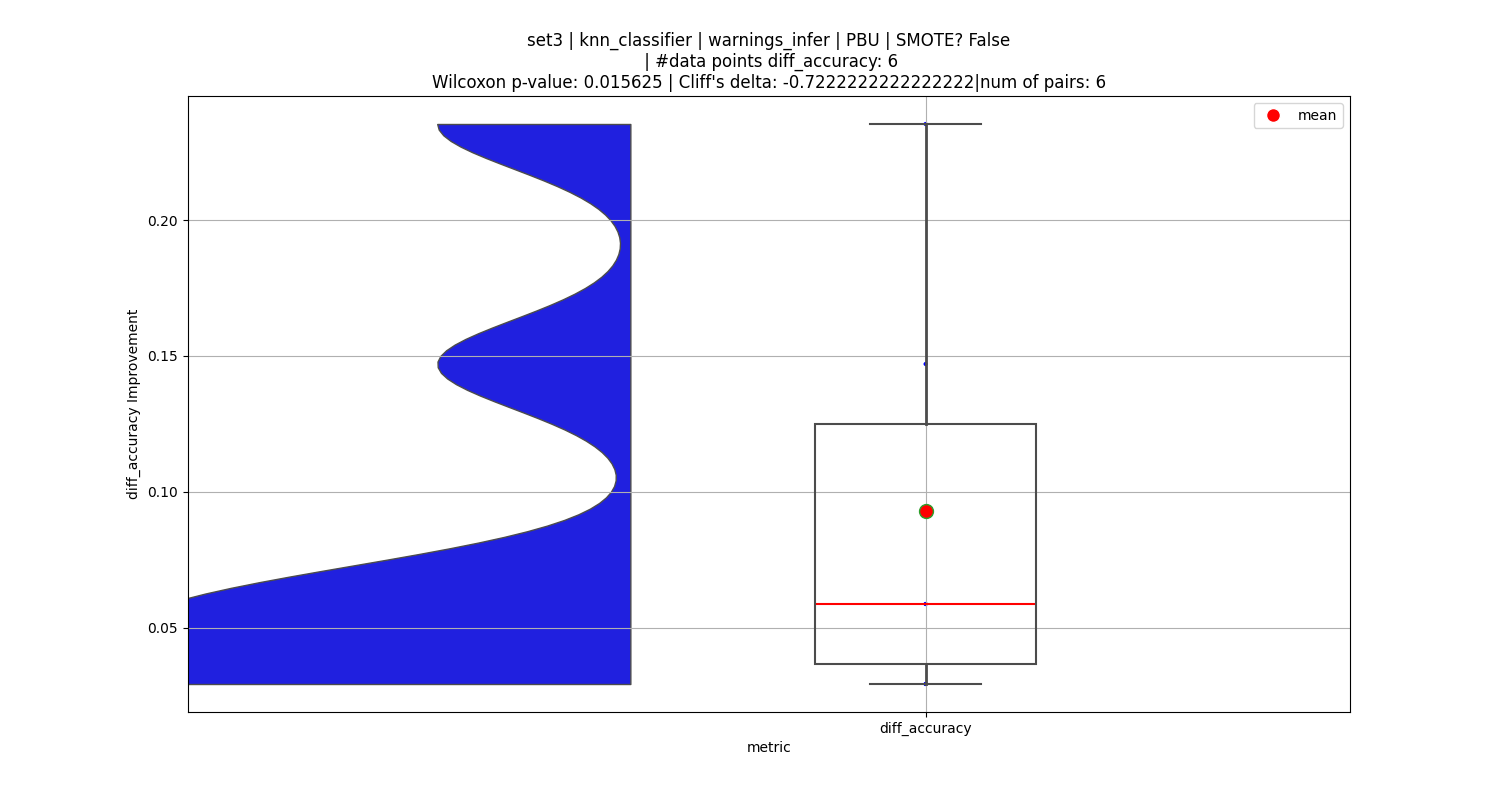 set3 | knn_classifier | warnings_infer | PBU | SMOTE? False
| #data points diff_accuracy: 6
Wilcoxon p-value: 0.015625 | Cliff's delta: -0.7222222222222222|num of pairs: 6
mean
0.20
0.15
0.10
0.05
diff_accuracy Improvement
diff_accuracy
metric